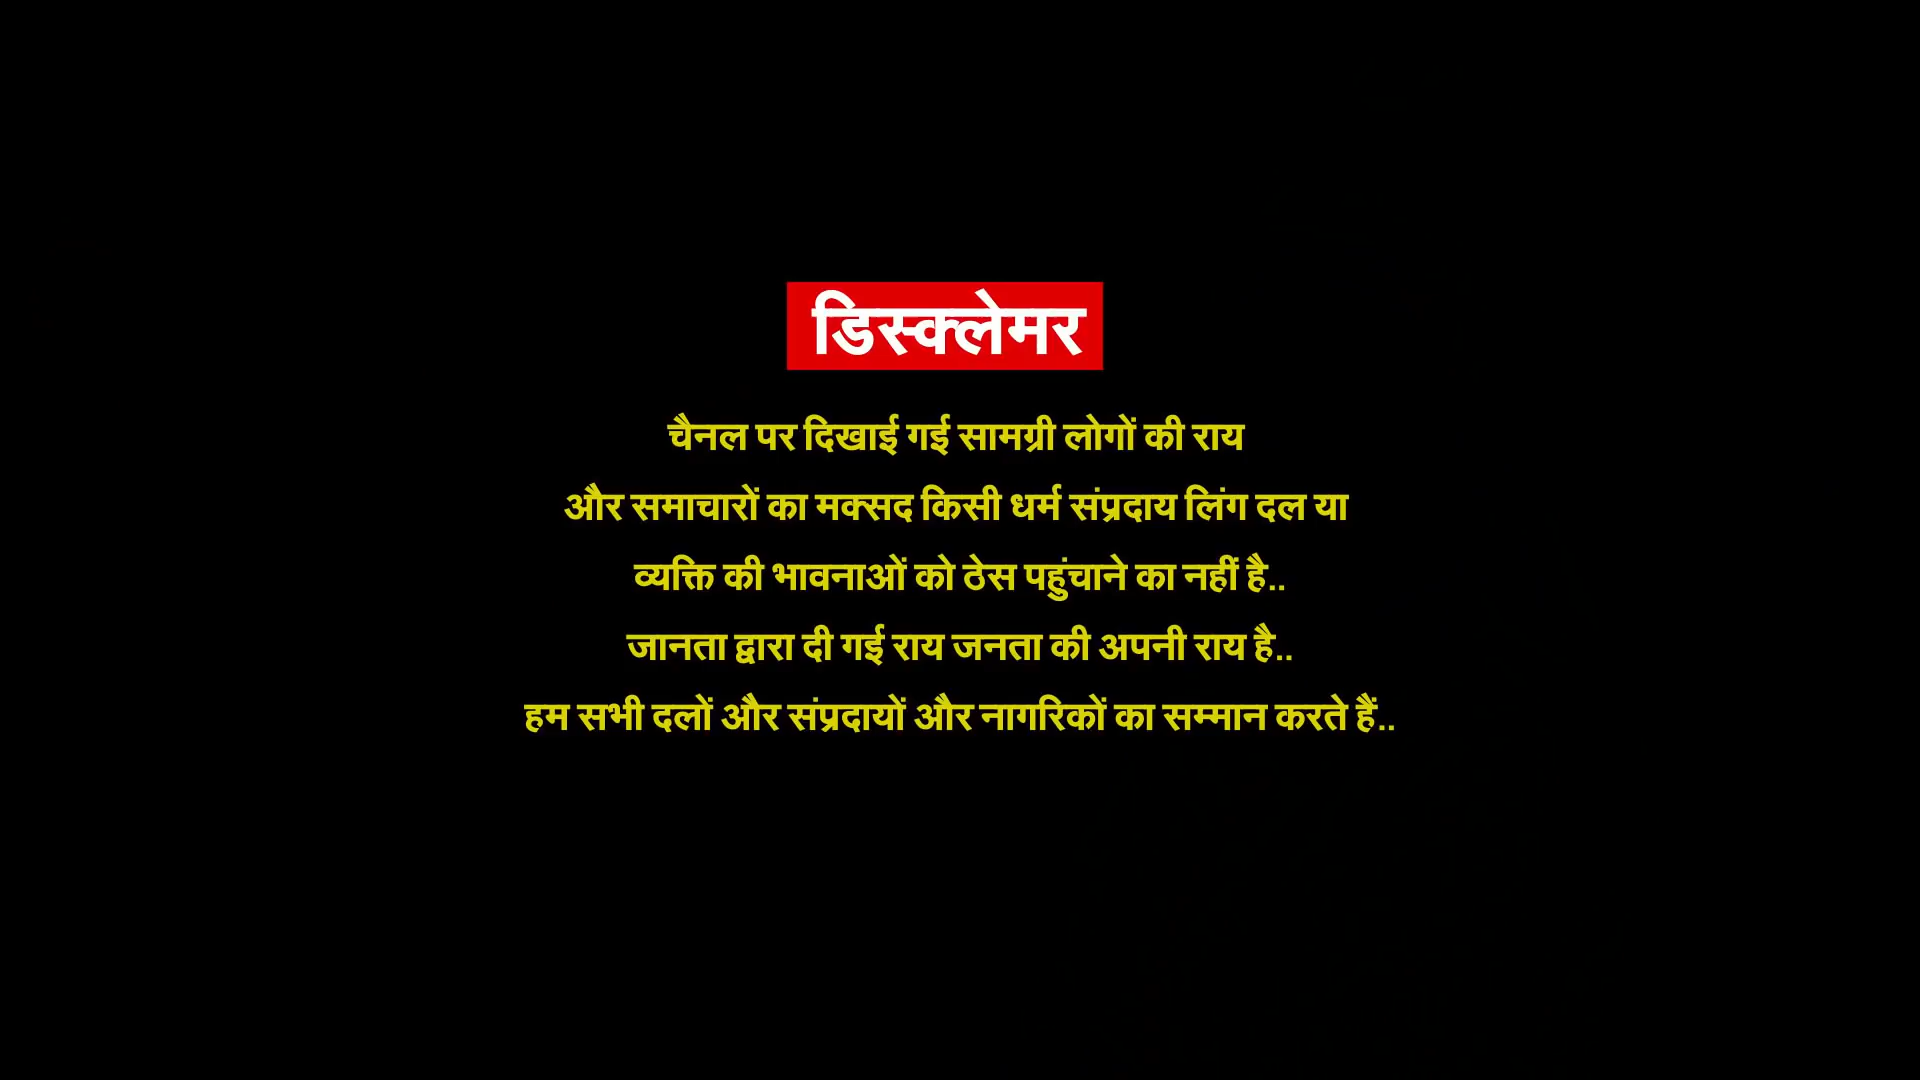 डिस्क्लेमर
चैनल पर दिखाई गई सामग्री लोगों की राय
और समाचारों का मक्सद किसी धर्म संप्रदाय लिंग दल या
व्यक्ति की भावनाओं को ठेस पहुंचाने का नहीं है..
जानता द्वारा दी गई राय जनता की अपनी राय है..
हम सभी दलों और संप्रदायों और नागरिकों का सम्मान करते हैं..